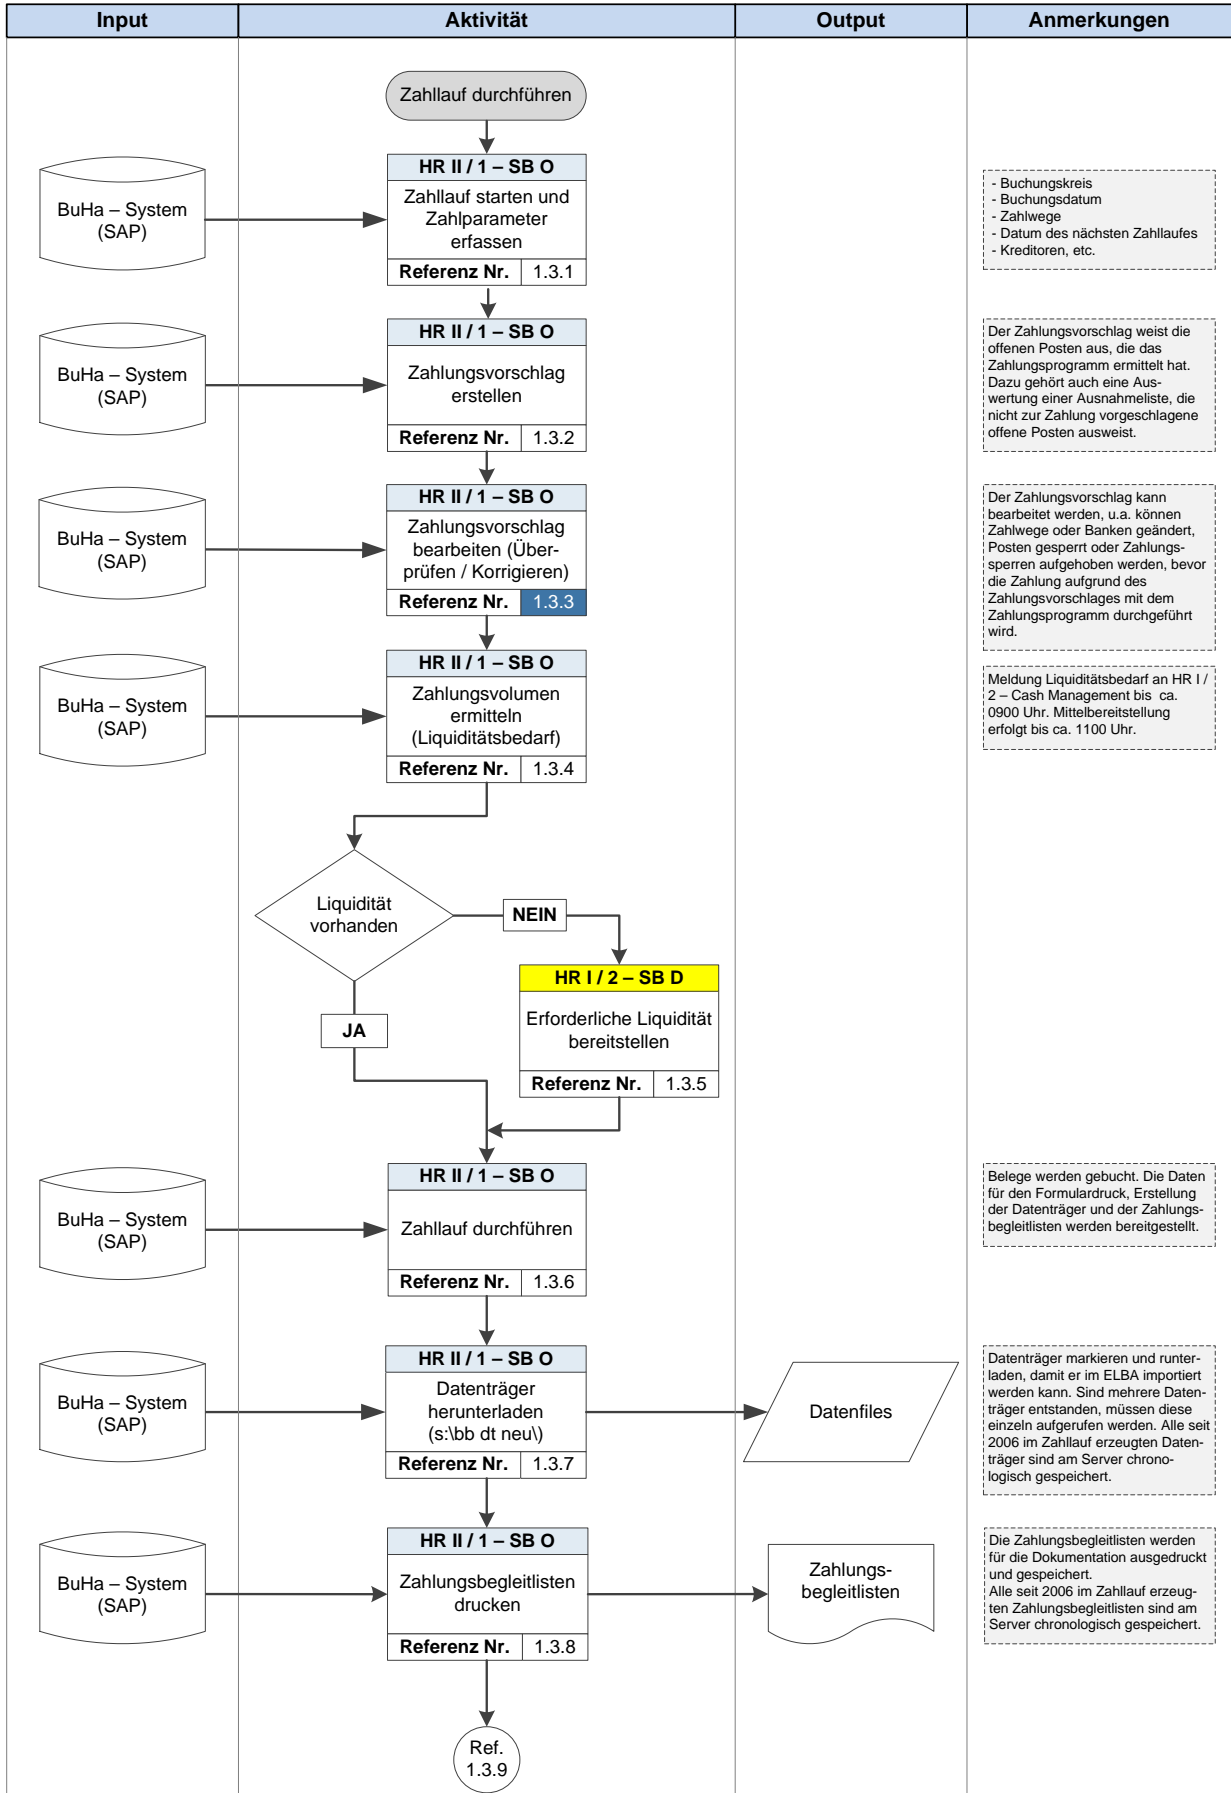 Input
Aktivität
Output
Anmerkungen
Zahllauf durchführen
BuHa – System
(SAP)
HR II / 1 – SB O
Zahllauf starten und
Zahlparameter
erfassen
Referenz Nr. 1.3.1
- Buchungskreis
- Buchungsdatum
- Zahlwege
- Datum des nächsten Zahllaufes
- Kreditoren, etc.
BuHa – System
(SAP)
HR II / 1 – SB O
Zahlungsvorschlag
erstellen
Referenz Nr. 1.3.2
Der Zahlungsvorschlag weist die
offenen Posten aus, die das
Zahlungsprogramm ermittelt hat.
Dazu gehört auch eine Aus-
wertung einer Ausnahmeliste, die
nicht zur Zahlung vorgeschlagene
offene Posten ausweist.
BuHa – System
(SAP)
HR II / 1 – SB O
Zahlungsvorschlag
bearbeiten (Über-
prüfen / Korrigieren)
Referenz Nr. 1.3.3
Der Zahlungsvorschlag kann
bearbeitet werden, u.a. können
Zahlwege oder Banken geändert,
Posten gesperrt oder Zahlungs-
sperren aufgehoben werden, bevor
die Zahlung aufgrund des
Zahlungsvorschlages mit dem
Zahlungsprogramm durchgeführt
wird.
BuHa – System
(SAP)
HR II / 1 – SB O
Zahlungsvolumen
ermitteln
(Liquiditätsbedarf)
Referenz Nr. 1.3.4
Meldung Liquiditätsbedarf an HR I /
2 – Cash Management bis ca.
0900 Uhr. Mittelbereitstellung
erfolgt bis ca. 1100 Uhr.
Liquidität
vorhanden
NEIN
JA
HR I / 2 – SB D
Erforderliche Liquidität
bereitstellen
Referenz Nr. 1.3.5
BuHa – System
(SAP)
HR II / 1 – SB O
Zahllauf durchführen
Referenz Nr. 1.3.6
Belege werden gebucht. Die Daten
für den Formulardruck, Erstellung
der Datenträger und der Zahlungs-
begleitlisten werden bereitgestellt.
BuHa – System
(SAP)
HR II / 1 – SB O
Datenträger
herunterladen
(s:\bb dt neu\)
Referenz Nr. 1.3.7
Datenfiles
Datenträger markieren und runter-
laden, damit er im ELBA importiert
werden kann. Sind mehrere Daten-
träger entstanden, müssen diese
einzeln aufgerufen werden. Alle seit
2006 im Zahllauf erzeugten Daten-
träger sind am Server chrono-
logisch gespeichert.
BuHa – System
(SAP)
HR II / 1 – SB O
Zahlungsbegleitlisten
drucken
Referenz Nr. 1.3.8
Zahlungs-
begleitlisten
Die Zahlungsbegleitlisten werden
für die Dokumentation ausgedruckt
und gespeichert.
Alle seit 2006 im Zahllauf erzeug-
ten Zahlungsbegleitlisten sind am
Server chronologisch gespeichert.
Ref.
1.3.9